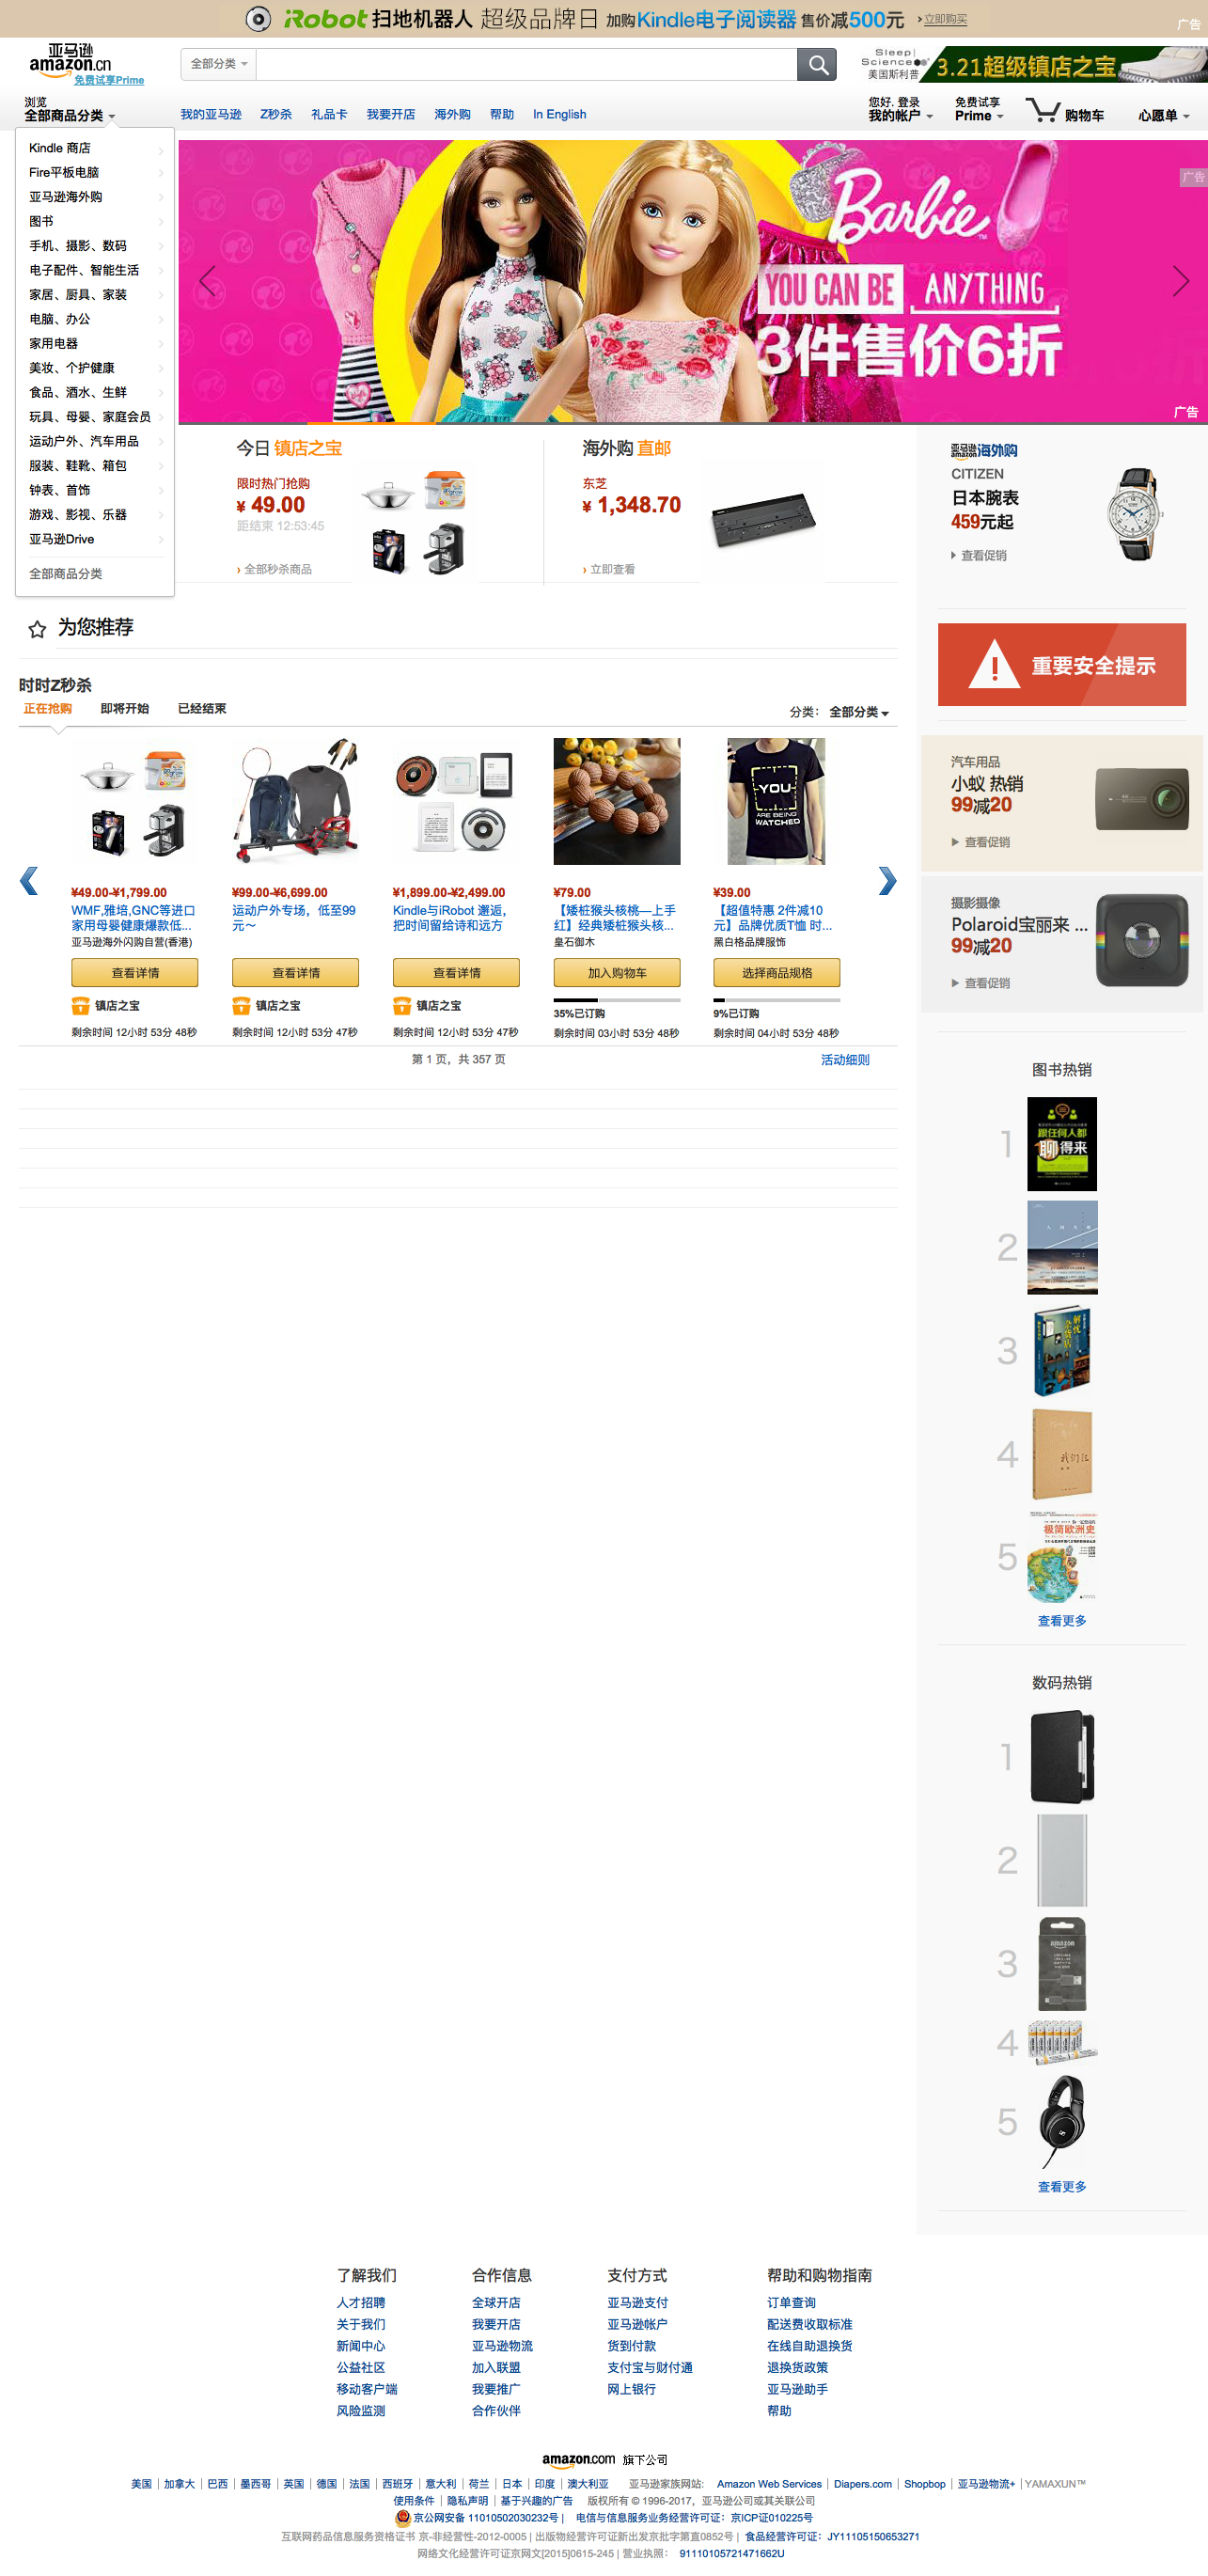 iRobot 扫地机器人 超级品牌日 加购Kindle电子阅读器 售价减500元 ›立即购买
广告
亚马逊
amazon.cn
免费试享Prime
全部分类
Sleep
Science
美国斯利普
3.21超级镇店之宝
浏览
全部商品分类
我的亚马逊 Z秒杀 礼品卡 我要开店 海外购 帮助 In English
您好. 登录
我的帐户
免费试享
Prime
购物车
心愿单
Kindle 商店
Fire平板电脑
亚马逊海外购
图书
手机、摄影、数码
电子配件、智能生活
家居、厨具、家装
电脑、办公
家用电器
美妆、个护健康
食品、酒水、生鲜
玩具、母婴、家庭会员
运动户外、汽车用品
服装、鞋靴、箱包
钟表、首饰
游戏、影视、乐器
亚马逊Drive
全部商品分类
广告
Barbie™
YOU CAN BE ANYTHING
3件售价6折
广告
今日 镇店之宝
限时热门抢购
¥ 49.00
距结束 12:53:45
› 全部秒杀商品
海外购 直邮
东芝
¥ 1,348.70
› 立即查看
亚马逊海外购
CITIZEN
日本腕表
459元起
查看促销
为您推荐
重要安全提示
时时Z秒杀
正在抢购 即将开始 已经结束
分类: 全部分类
汽车用品
小蚁 热销
99减20
查看促销
摄影摄像
Polaroid宝丽来 ...
99减20
查看促销
YOU
ARE BEING
WATCHED
¥49.00-¥1,799.00
WMF,雅培,GNC等进口
家用母婴健康爆款低...
亚马逊海外闪购自营(香港)
查看详情
镇店之宝
剩余时间 12小时 53分 48秒
¥99.00-¥6,699.00
运动户外专场，低至99
元～
查看详情
镇店之宝
剩余时间 12小时 53分 47秒
¥1,899.00-¥2,499.00
Kindle与iRobot 邂逅，
把时间留给诗和远方
查看详情
镇店之宝
剩余时间 12小时 53分 47秒
¥79.00
【矮桩猴头核桃—上手
红】经典矮桩猴头核...
皇石御木
加入购物车
35%已订购
剩余时间 03小时 53分 48秒
¥39.00
【超值特惠 2件减10
元】品牌优质T恤 时...
黑白格品牌服饰
选择商品规格
9%已订购
剩余时间 04小时 53分 48秒
第 1 页，共 357 页
活动细则
图书热销
1
跟任何人都
聊得来
2
3
解忧
杂货店
4
我们仨
5
极简欧洲史
查看更多
数码热销
1
2
3
amazon
4
5
查看更多
了解我们
人才招聘
关于我们
新闻中心
公益社区
移动客户端
风险监测
合作信息
全球开店
我要开店
亚马逊物流
加入联盟
我要推广
合作伙伴
支付方式
亚马逊支付
亚马逊帐户
货到付款
支付宝与财付通
网上银行
帮助和购物指南
订单查询
配送费收取标准
在线自助退换货
退换货政策
亚马逊助手
帮助
amazon.com 旗下公司
美国 | 加拿大 | 巴西 | 墨西哥 | 英国 | 德国 | 法国 | 西班牙 | 意大利 | 荷兰 | 日本 | 印度 | 澳大利亚 亚马逊家族网站: Amazon Web Services | Diapers.com | Shopbop | 亚马逊物流+ | YAMAXUN™
使用条件 | 隐私声明 | 基于兴趣的广告 版权所有 © 1996-2017，亚马逊公司或其关联公司
京公网安备 11010502030232号 | 电信与信息服务业务经营许可证：京ICP证010225号
互联网药品信息服务资格证书 京-非经营性-2012-0005 | 出版物经营许可证新出发京批字第直0852号 | 食品经营许可证：JY11105150653271
网络文化经营许可证京网文[2015]0615-245 | 营业执照： 91110105721471662U